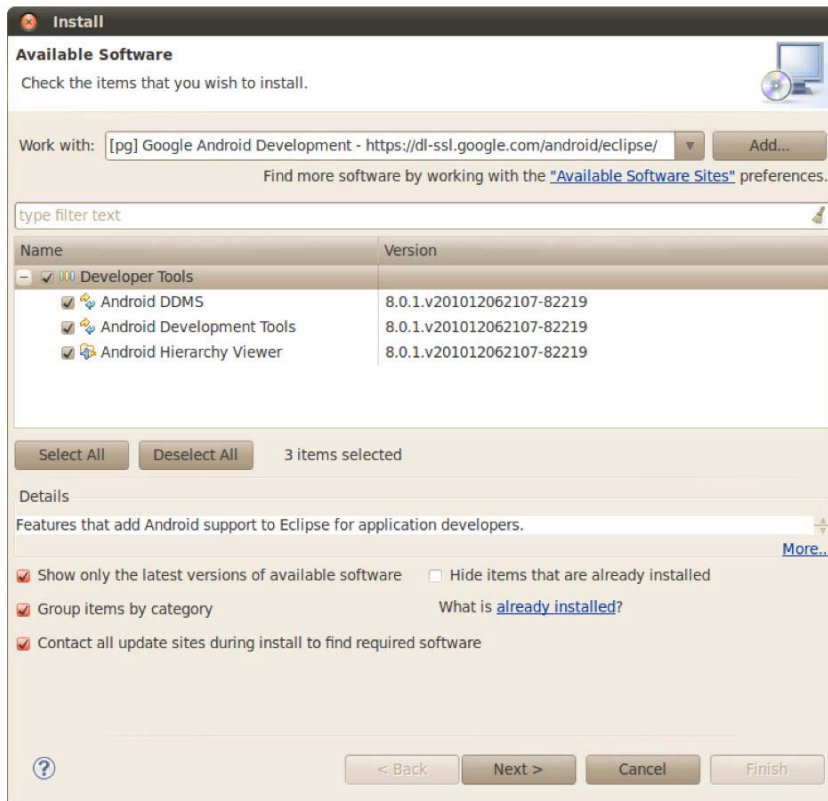 Install
Available Software
Check the items that you wish to install.
Work with: [pg] Google Android Development - https://dl-ssl.google.com/android/eclipse/ Add...
Find more software by working with the "Available Software Sites" preferences.
type filter text
Name Version
Developer Tools
Android DDMS 8.0.1.v201012062107-82219
Android Development Tools 8.0.1.v201012062107-82219
Android Hierarchy Viewer 8.0.1.v201012062107-82219
Select All Deselect All 3 items selected
Details
Features that add Android support to Eclipse for application developers.
More...
Show only the latest versions of available software Hide items that are already installed
Group items by category What is already installed?
Contact all update sites during install to find required software
? < Back Next > Cancel Finish